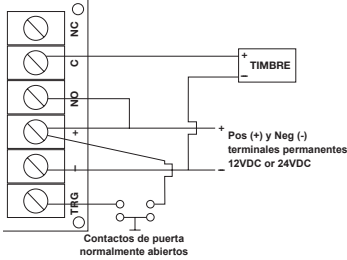 NC
C
NO
+
–
TRG
+
–
TIMBRE
+
–
Pos (+) y Neg (-)
terminales permanentes
12VDC or 24VDC
Contactos de puerta
normalmente abiertos